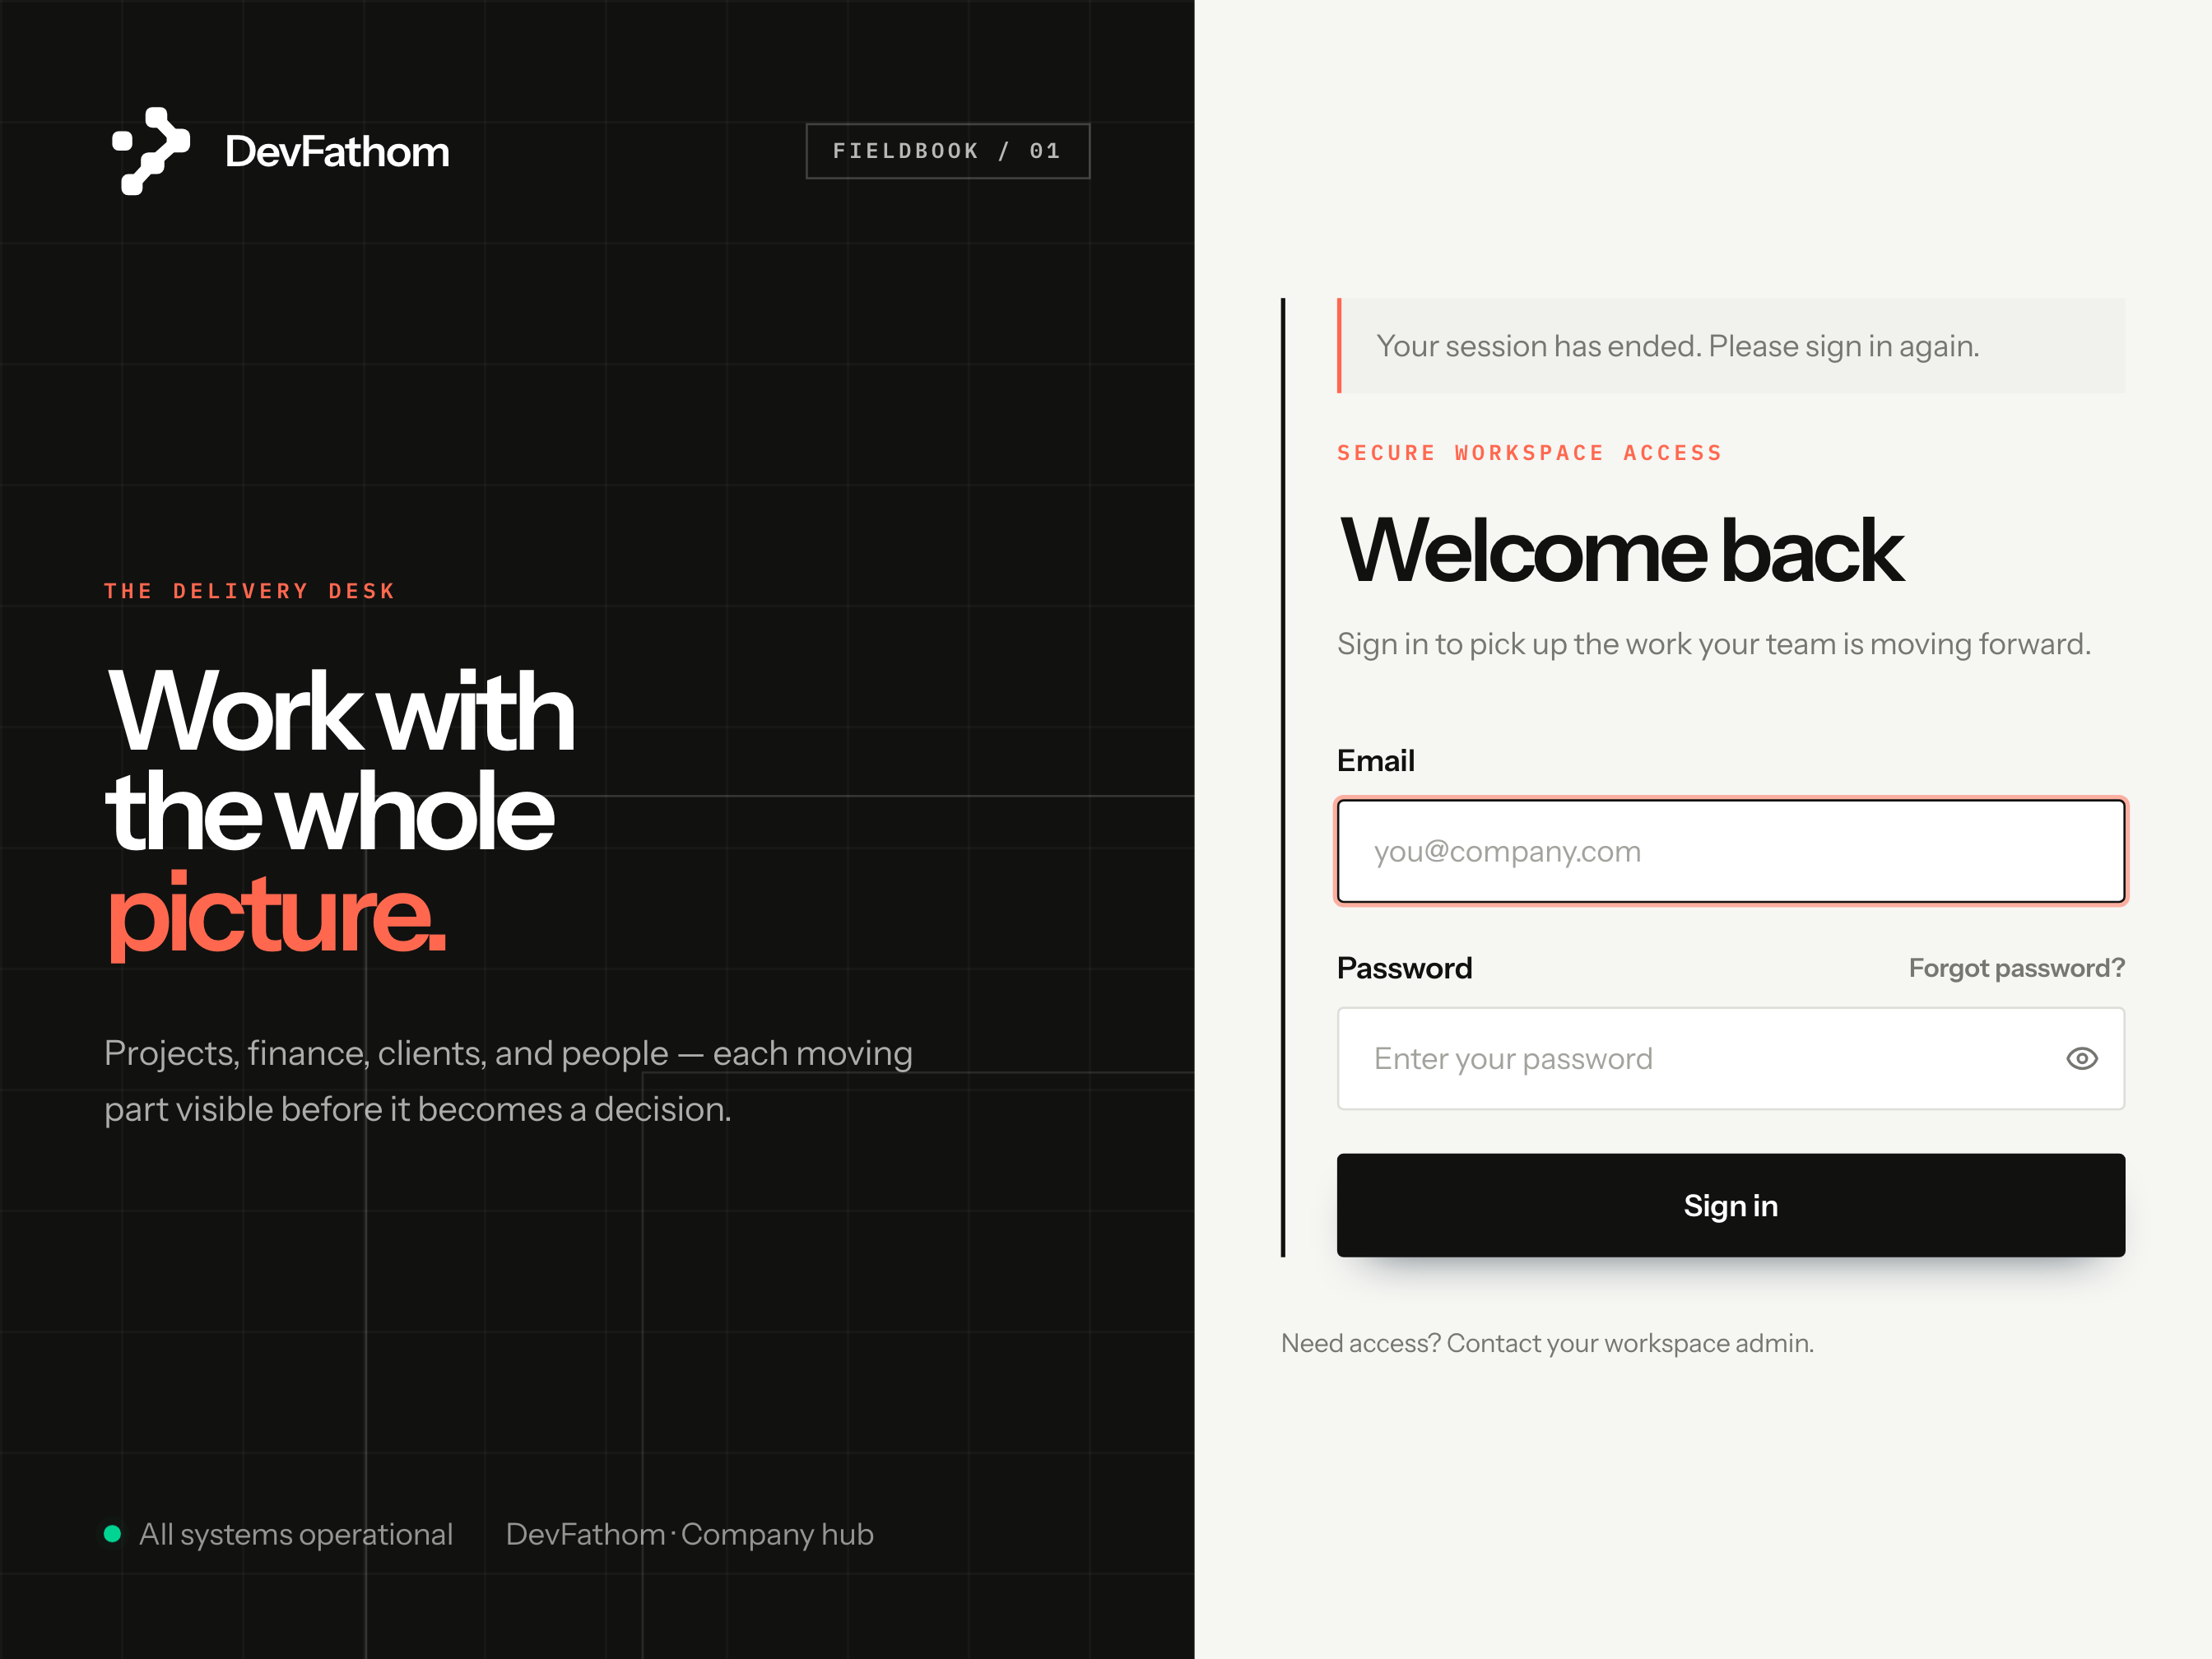 DevFathom
FIELDBOOK / 01
THE DELIVERY DESK
Work with
the whole
picture.
Projects, finance, clients, and people — each moving
part visible before it becomes a decision.
All systems operational
DevFathom · Company hub
Your session has ended. Please sign in again.
SECURE WORKSPACE ACCESS
Welcome back
Sign in to pick up the work your team is moving forward.
Email
you@company.com
Password
Forgot password?
Enter your password
Sign in
Need access? Contact your workspace admin.